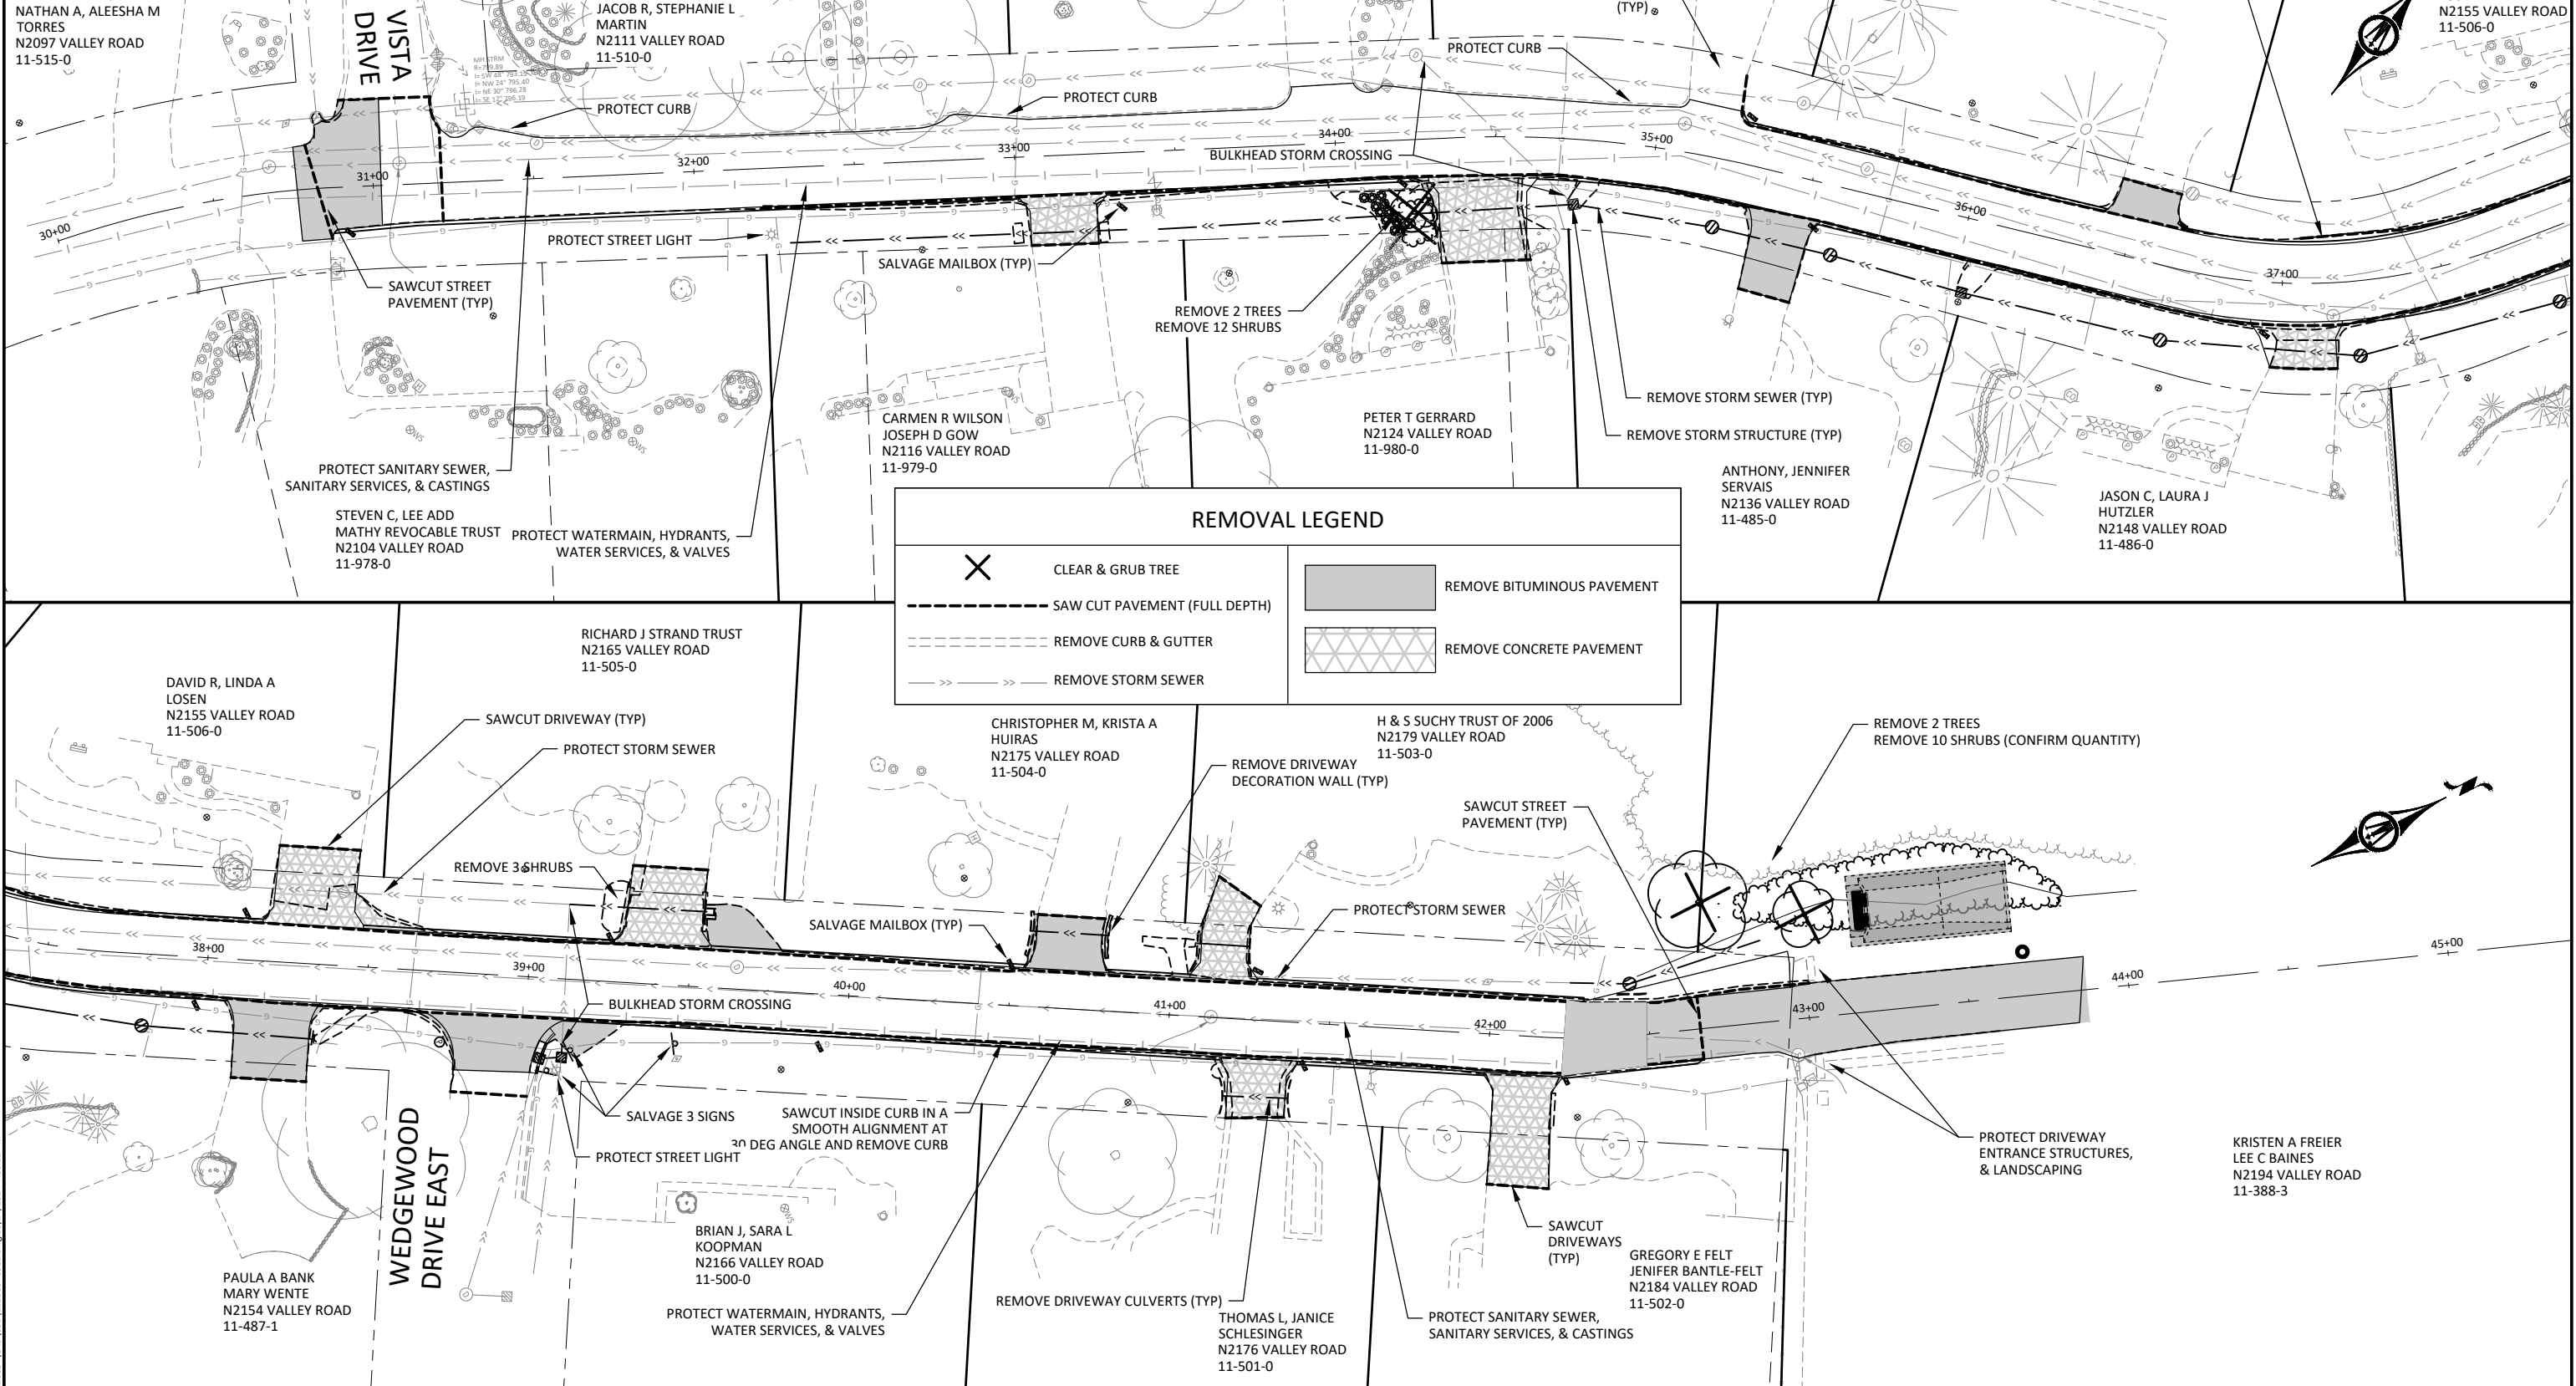 NATHAN A, ALEESHA M
TORRES
N2097 VALLEY ROAD
11-515-0
VISTA
DRIVE
JACOB R, STEPHANIE L
MARTIN
N2111 VALLEY ROAD
11-510-0
(TYP)
N2155 VALLEY ROAD
11-506-0
PROTECT CURB
PROTECT CURB
PROTECT CURB
BULKHEAD STORM CROSSING
30+00
31+00
32+00
33+00
34+00
35+00
36+00
37+00
PROTECT STREET LIGHT
SALVAGE MAILBOX (TYP)
SAWCUT STREET
PAVEMENT (TYP)
REMOVE 2 TREES
REMOVE 12 SHRUBS
REMOVE STORM SEWER (TYP)
REMOVE STORM STRUCTURE (TYP)
PROTECT SANITARY SEWER,
SANITARY SERVICES, & CASTINGS
STEVEN C, LEE ADD
MATHY REVOCABLE TRUST
N2104 VALLEY ROAD
11-978-0
PROTECT WATERMAIN, HYDRANTS,
WATER SERVICES, & VALVES
CARMEN R WILSON
JOSEPH D GOW
N2116 VALLEY ROAD
11-979-0
PETER T GERRARD
N2124 VALLEY ROAD
11-980-0
ANTHONY, JENNIFER
SERVAIS
N2136 VALLEY ROAD
11-485-0
JASON C, LAURA J
HUTZLER
N2148 VALLEY ROAD
11-486-0
REMOVAL LEGEND
CLEAR & GRUB TREE
SAW CUT PAVEMENT (FULL DEPTH)
REMOVE CURB & GUTTER
REMOVE STORM SEWER
REMOVE BITUMINOUS PAVEMENT
REMOVE CONCRETE PAVEMENT
DAVID R, LINDA A
LOSEN
N2155 VALLEY ROAD
11-506-0
RICHARD J STRAND TRUST
N2165 VALLEY ROAD
11-505-0
SAWCUT DRIVEWAY (TYP)
PROTECT STORM SEWER
REMOVE 3 SHRUBS
CHRISTOPHER M, KRISTA A
HUIRAS
N2175 VALLEY ROAD
11-504-0
REMOVE DRIVEWAY
DECORATION WALL (TYP)
H & S SUCHY TRUST OF 2006
N2179 VALLEY ROAD
11-503-0
SAWCUT STREET
PAVEMENT (TYP)
REMOVE 2 TREES
REMOVE 10 SHRUBS (CONFIRM QUANTITY)
SALVAGE MAILBOX (TYP)
PROTECT STORM SEWER
38+00
39+00
40+00
41+00
42+00
43+00
44+00
45+00
BULKHEAD STORM CROSSING
SALVAGE 3 SIGNS
PROTECT STREET LIGHT
SAWCUT INSIDE CURB IN A
SMOOTH ALIGNMENT AT
30 DEG ANGLE AND REMOVE CURB
WEDGEWOOD
DRIVE EAST
PAULA A BANK
MARY WENTE
N2154 VALLEY ROAD
11-487-1
BRIAN J, SARA L
KOOPMAN
N2166 VALLEY ROAD
11-500-0
PROTECT WATERMAIN, HYDRANTS,
WATER SERVICES, & VALVES
REMOVE DRIVEWAY CULVERTS (TYP)
THOMAS L, JANICE
SCHLESINGER
N2176 VALLEY ROAD
11-501-0
PROTECT SANITARY SEWER,
SANITARY SERVICES, & CASTINGS
SAWCUT
DRIVEWAYS
(TYP)
GREGORY E FELT
JENIFER BANTLE-FELT
N2184 VALLEY ROAD
11-502-0
PROTECT DRIVEWAY
ENTRANCE STRUCTURES,
& LANDSCAPING
KRISTEN A FREIER
LEE C BAINES
N2194 VALLEY ROAD
11-388-3